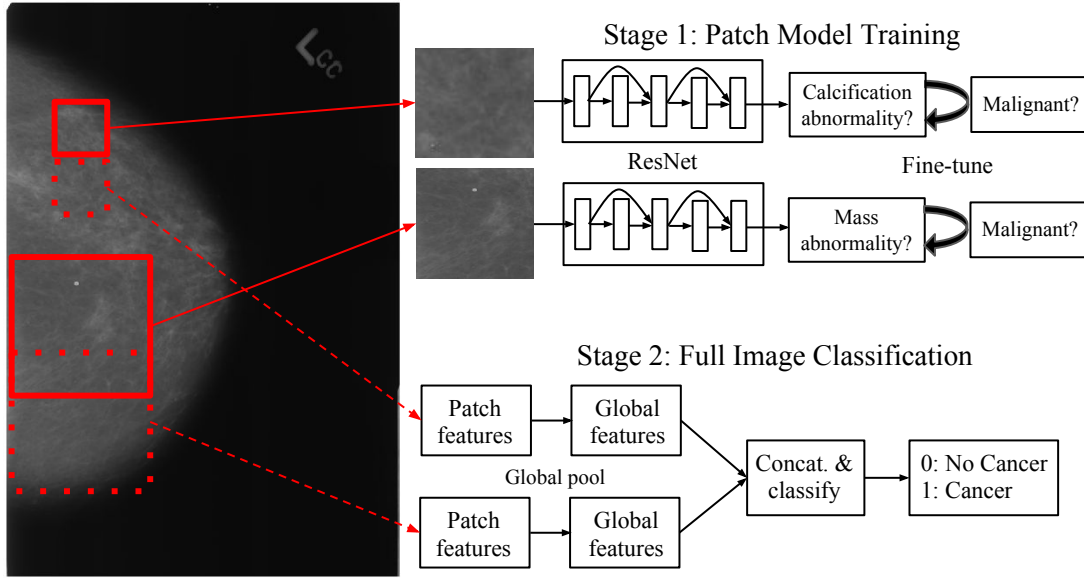 LCC
Stage 1: Patch Model Training
Calcification
abnormality?
Malignant?
ResNet
Fine-tune
Mass
abnormality?
Malignant?
Stage 2: Full Image Classification
Patch
features
Global
features
Global pool
Concat. &
classify
0: No Cancer
1: Cancer
Patch
features
Global
features